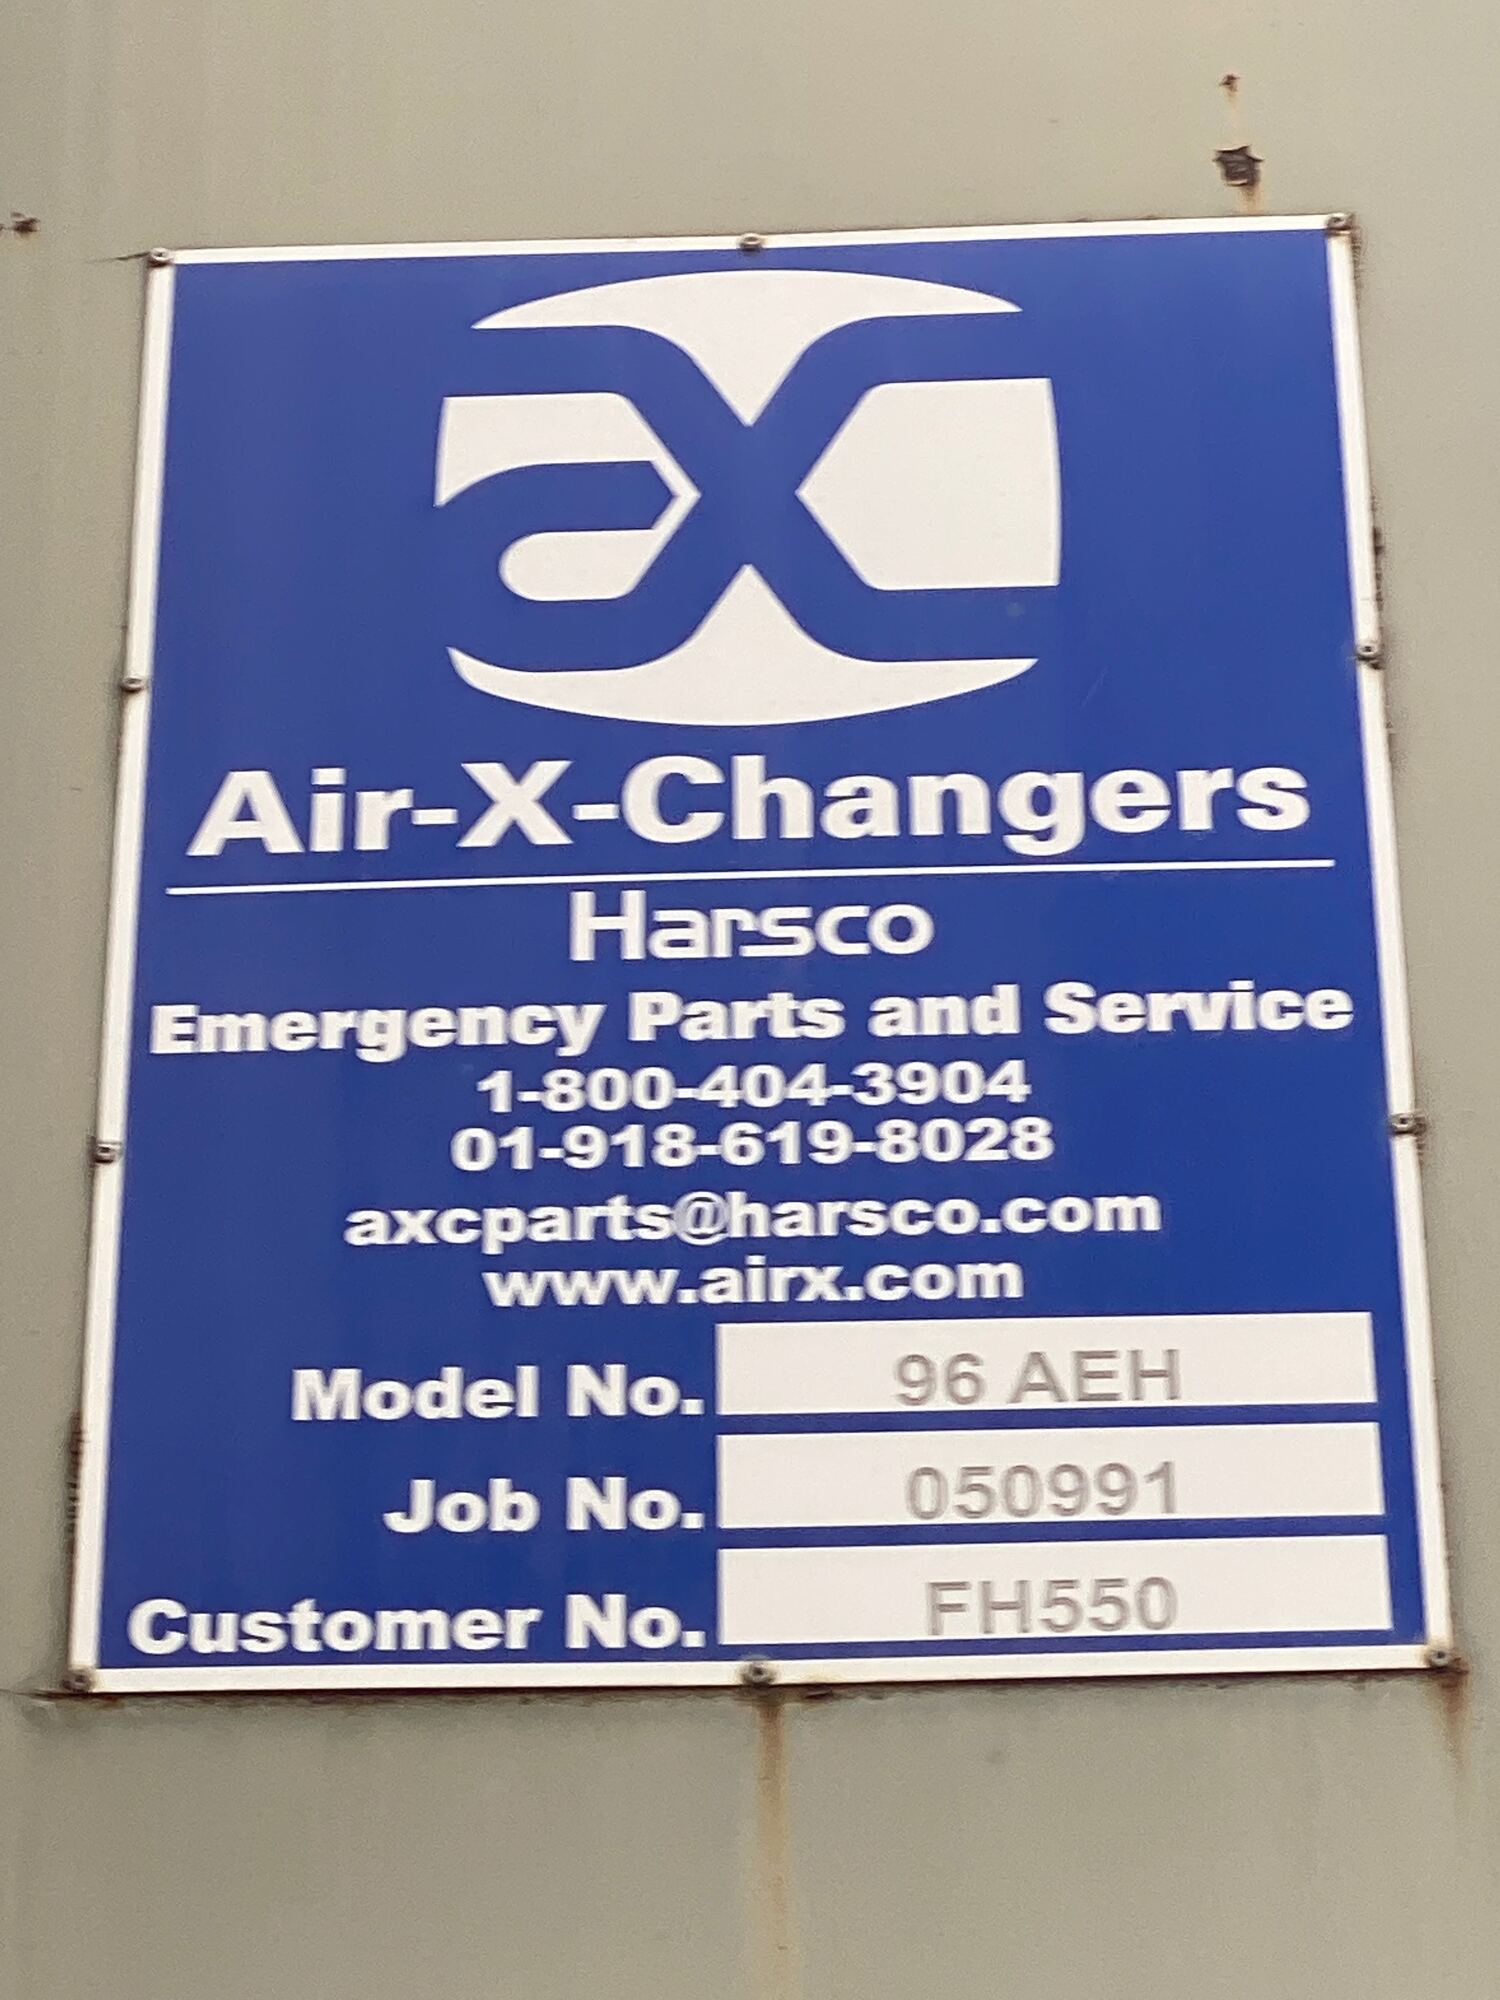 ax
Air-X-Changers
Harsco
Emergency Parts and Service
1-800-404-3904
01-918-619-8028
axcparts@harsco.com
www.airx.com
Model No. 96 AEH
Job No. 050991
Customer No. FH550